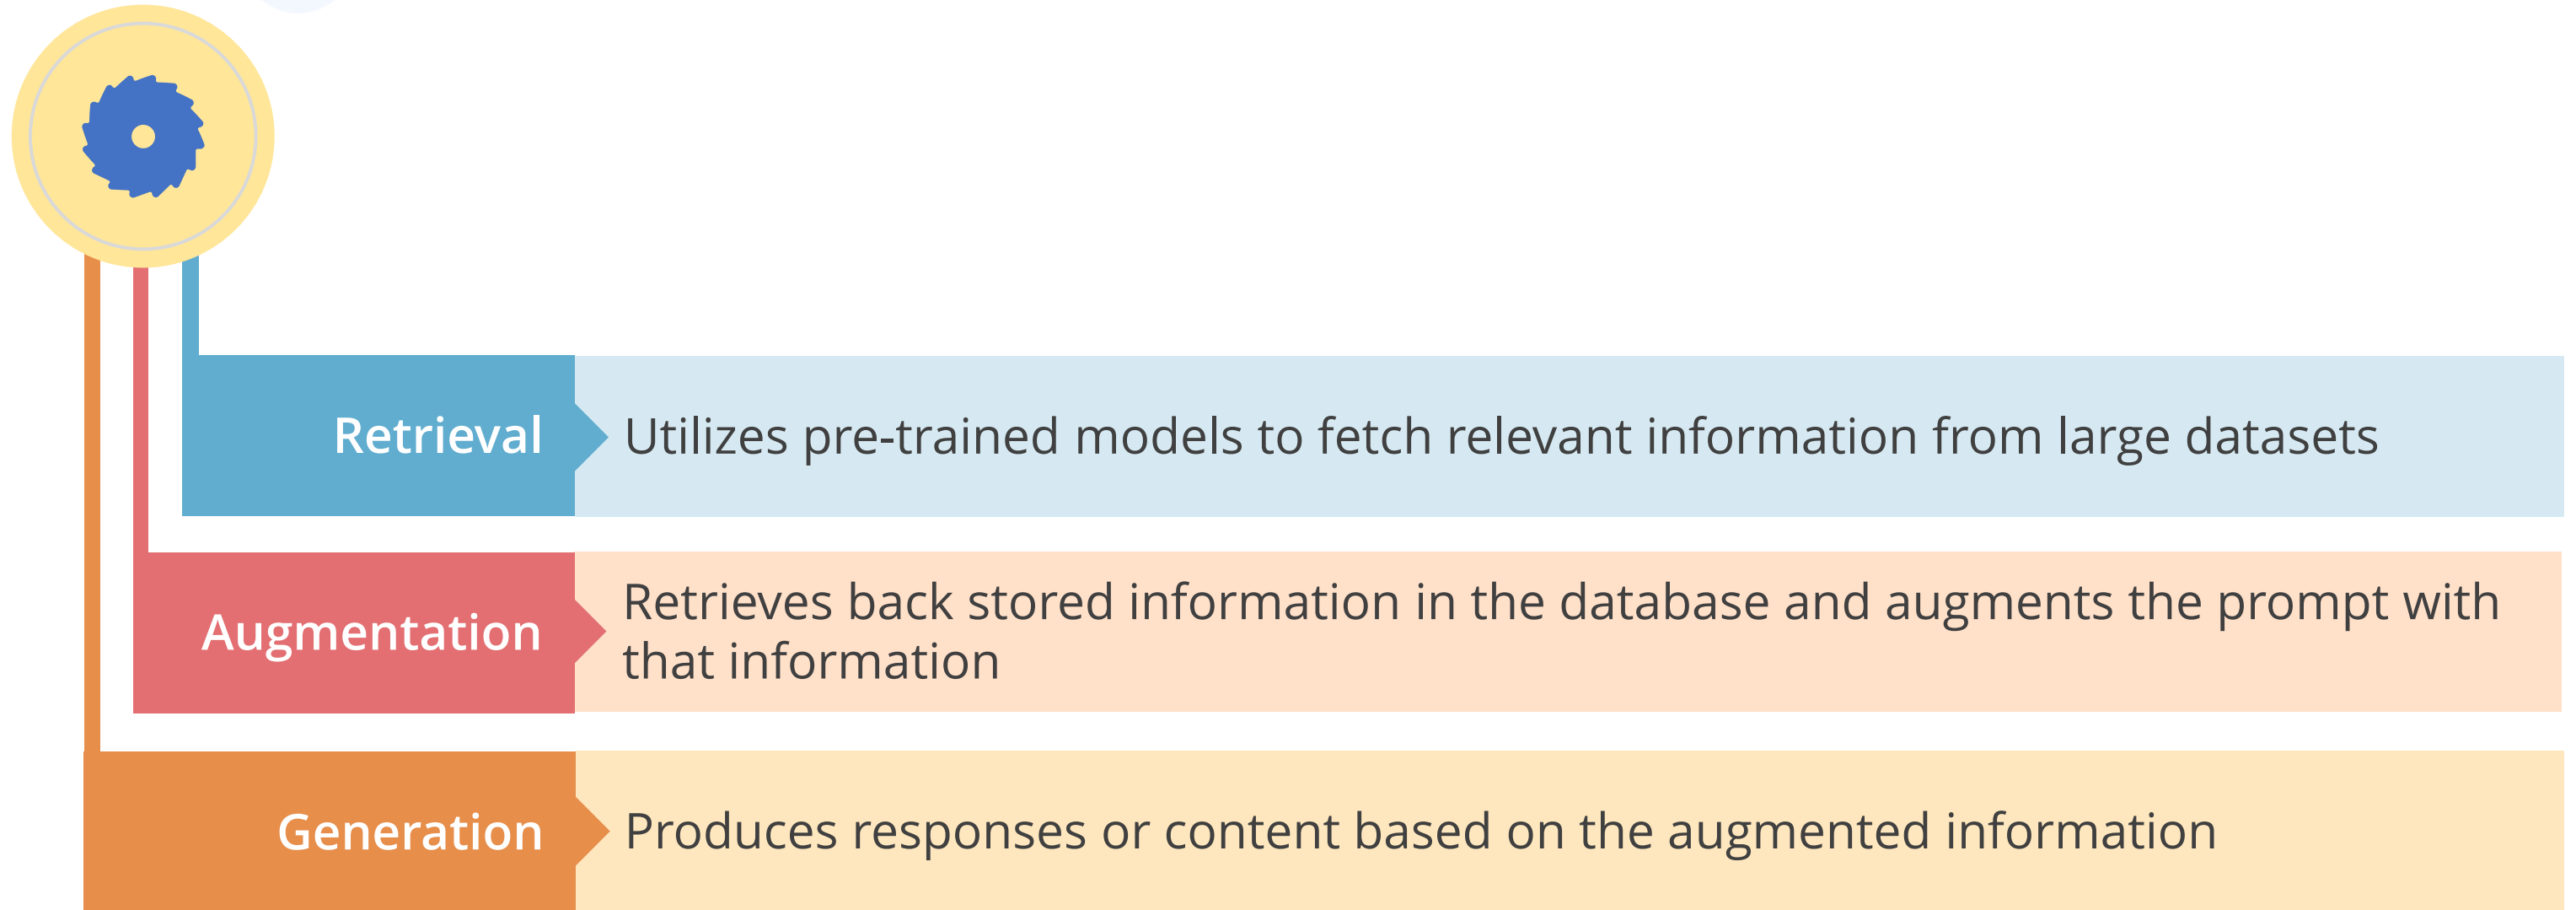 Retrieval
Utilizes pre-trained models to fetch relevant information from large datasets
Augmentation
Retrieves back stored information in the database and augments the prompt with
that information
Generation
Produces responses or content based on the augmented information